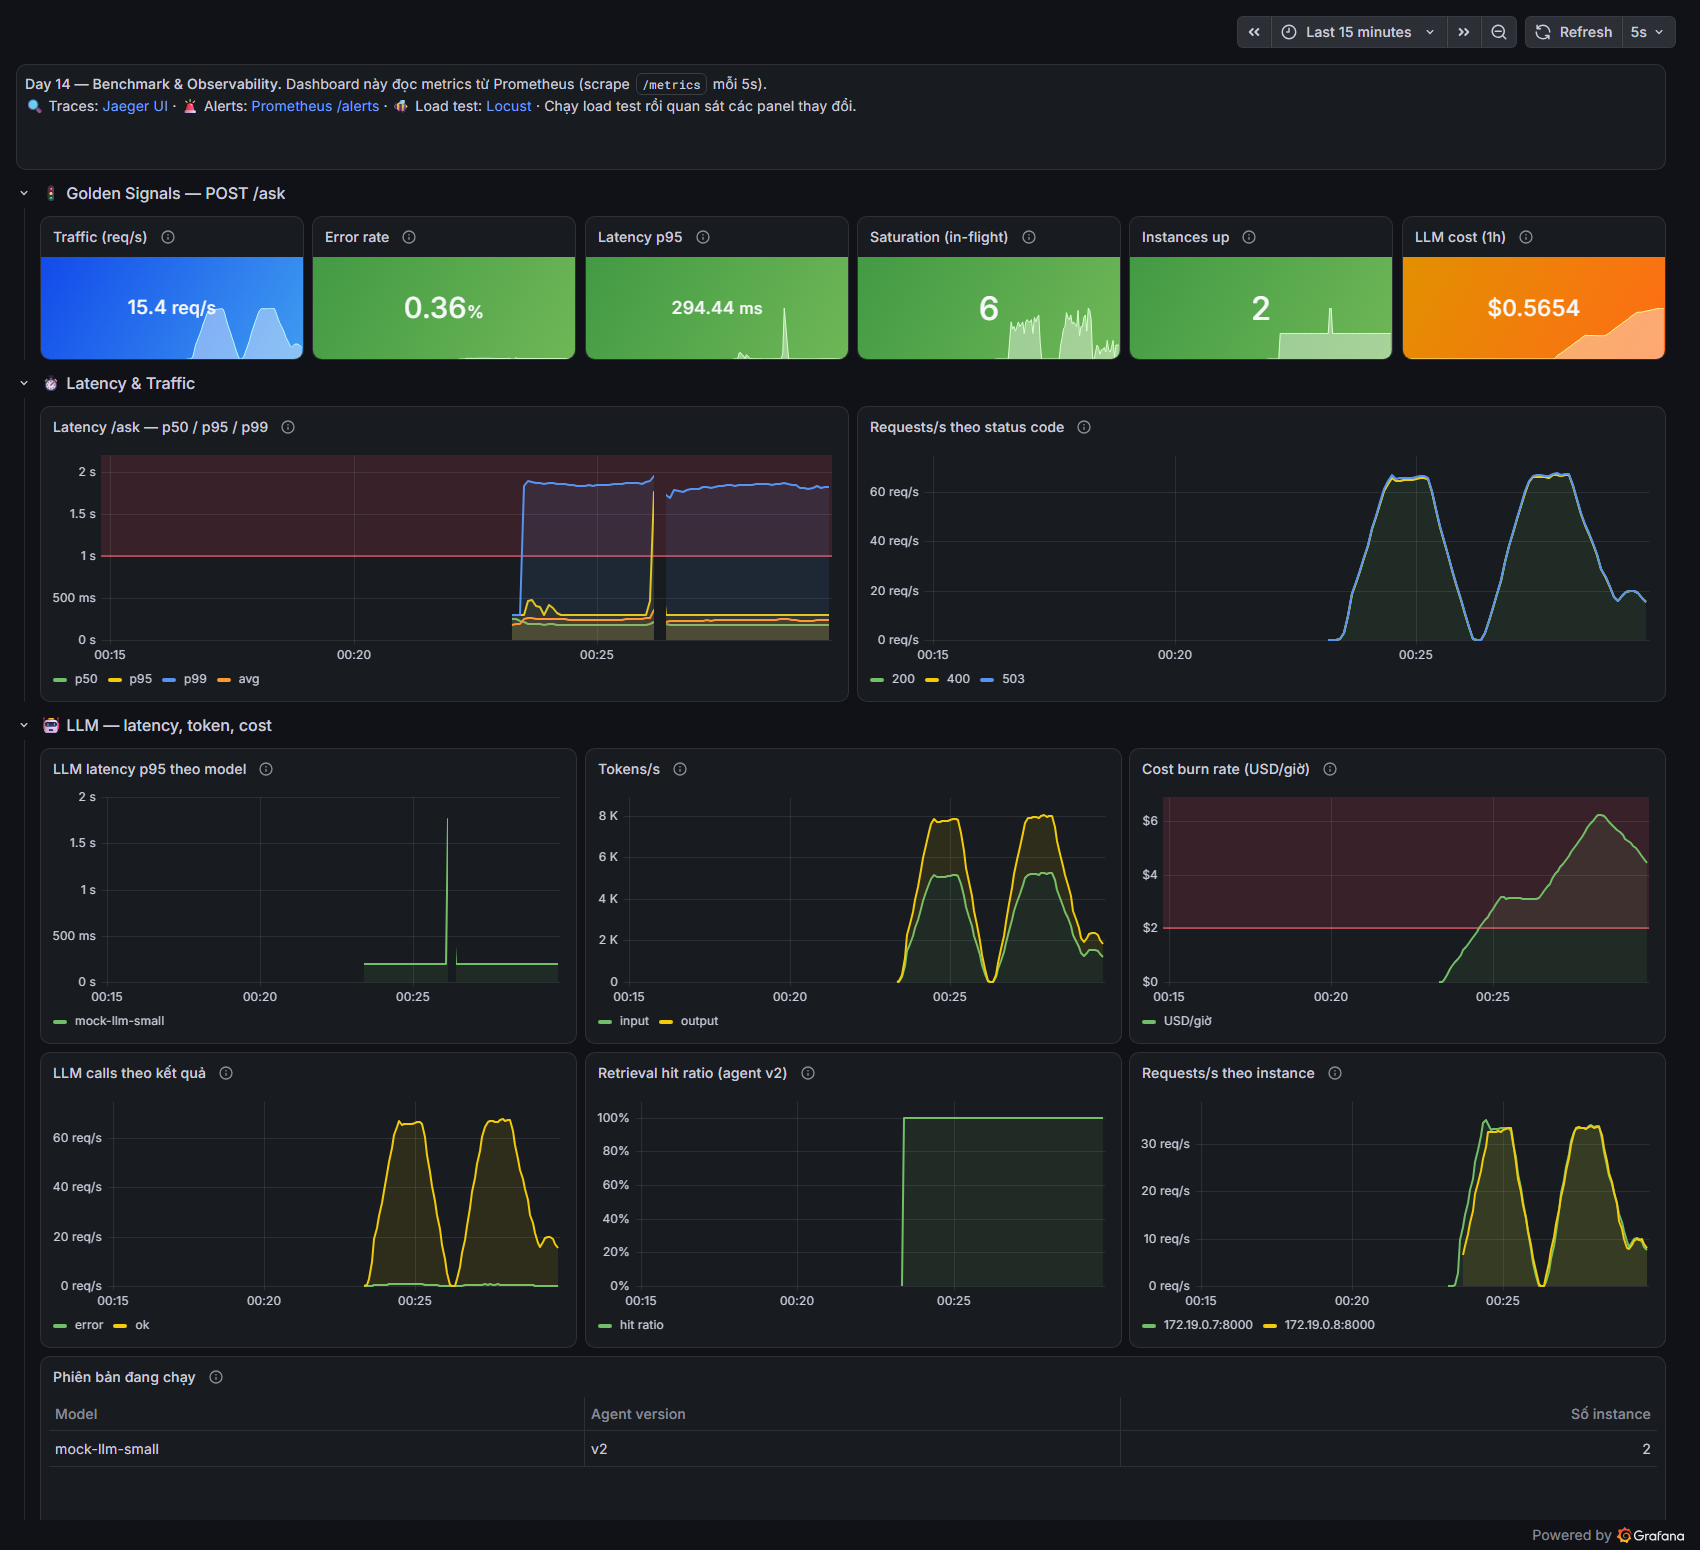 Last 15 minutes
Refresh
5s
Day 14 — Benchmark & Observability. Dashboard này đọc metrics từ Prometheus (scrape /metrics mỗi 5s).
Traces: Jaeger UI · Alerts: Prometheus /alerts · Load test: Locust · Chạy load test rồi quan sát các panel thay đổi.
Golden Signals — POST /ask
Traffic (req/s)
15.4 req/s
Error rate
0.36%
Latency p95
294.44 ms
Saturation (in-flight)
6
Instances up
2
LLM cost (1h)
$0.5654
Latency & Traffic
Latency /ask — p50 / p95 / p99
2 s
1.5 s
1 s
500 ms
0 s
00:15
00:20
00:25
p50
p95
p99
avg
Requests/s theo status code
60 req/s
40 req/s
20 req/s
0 req/s
00:15
00:20
00:25
200
400
503
LLM — latency, token, cost
LLM latency p95 theo model
2 s
1.5 s
1 s
500 ms
0 s
00:15
00:20
00:25
mock-llm-small
Tokens/s
8 K
6 K
4 K
2 K
0
00:15
00:20
00:25
input
output
Cost burn rate (USD/giờ)
$6
$4
$2
$0
00:15
00:20
00:25
USD/giờ
LLM calls theo kết quả
60 req/s
40 req/s
20 req/s
0 req/s
00:15
00:20
00:25
error
ok
Retrieval hit ratio (agent v2)
100%
80%
60%
40%
20%
0%
00:15
00:20
00:25
hit ratio
Requests/s theo instance
30 req/s
20 req/s
10 req/s
0 req/s
00:15
00:20
00:25
172.19.0.7:8000
172.19.0.8:8000
Phiên bản đang chạy
Model
Agent version
Số instance
mock-llm-small
v2
2
Powered by Grafana